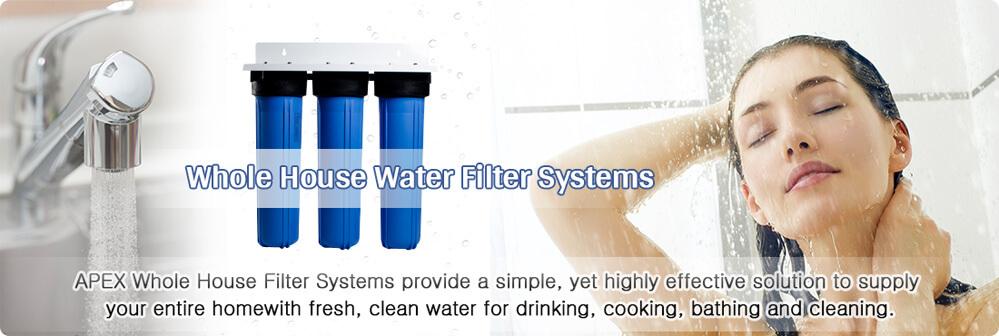 Whole House Water Filter Systems
APEX Whole House Filter Systems provide a simple, yet highly effective solution to supply
your entire homewith fresh, clean water for drinking, cooking, bathing and cleaning.